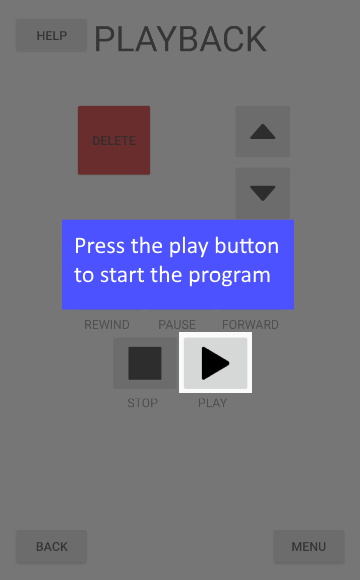 HELP
PLAYBACK
DELETE
Press the play button
to start the program
REWIND PAUSE FORWARD
STOP PLAY
BACK MENU